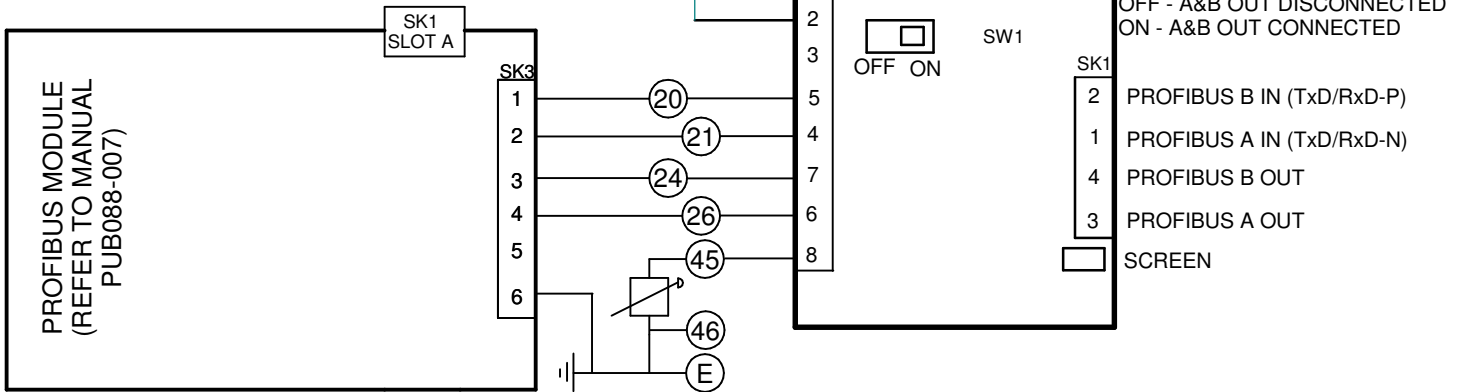 SK1
SLOT A
PROFIBUS MODULE
(REFER TO MANUAL
PUB088-007)
SK3
1
2
3
4
5
6
20
21
24
26
45
46
E
2
3
5
4
7
6
8
OFF ON
SW1
OFF - A&B OUT DISCONNECTED
ON - A&B OUT CONNECTED
SK1
2 PROFIBUS B IN (TxD/RxD-P)
1 PROFIBUS A IN (TxD/RxD-N)
4 PROFIBUS B OUT
3 PROFIBUS A OUT
SCREEN